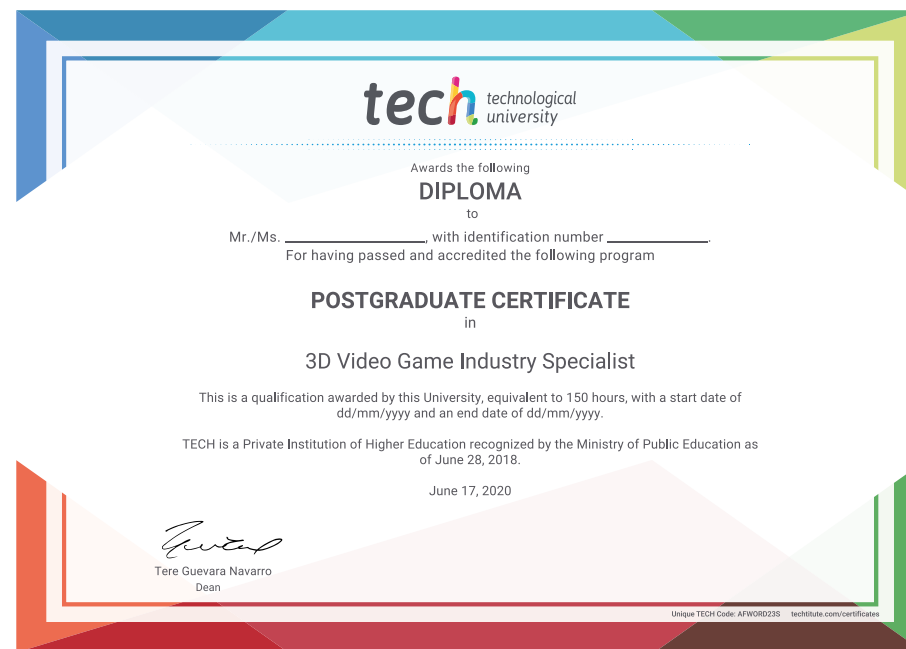 tech technological
university
Awards the following
DIPLOMA
to
Mr./Ms. ____________________, with identification number ______________.
For having passed and accredited the following program
POSTGRADUATE CERTIFICATE
in
3D Video Game Industry Specialist
This is a qualification awarded by this University, equivalent to 150 hours, with a start date of
dd/mm/yyyy and an end date of dd/mm/yyyy.
TECH is a Private Institution of Higher Education recognized by the Ministry of Public Education as
of June 28, 2018.
June 17, 2020
Tere Guevara Navarro
Dean
Unique TECH Code: AFWORD23S techtitute.com/certificates